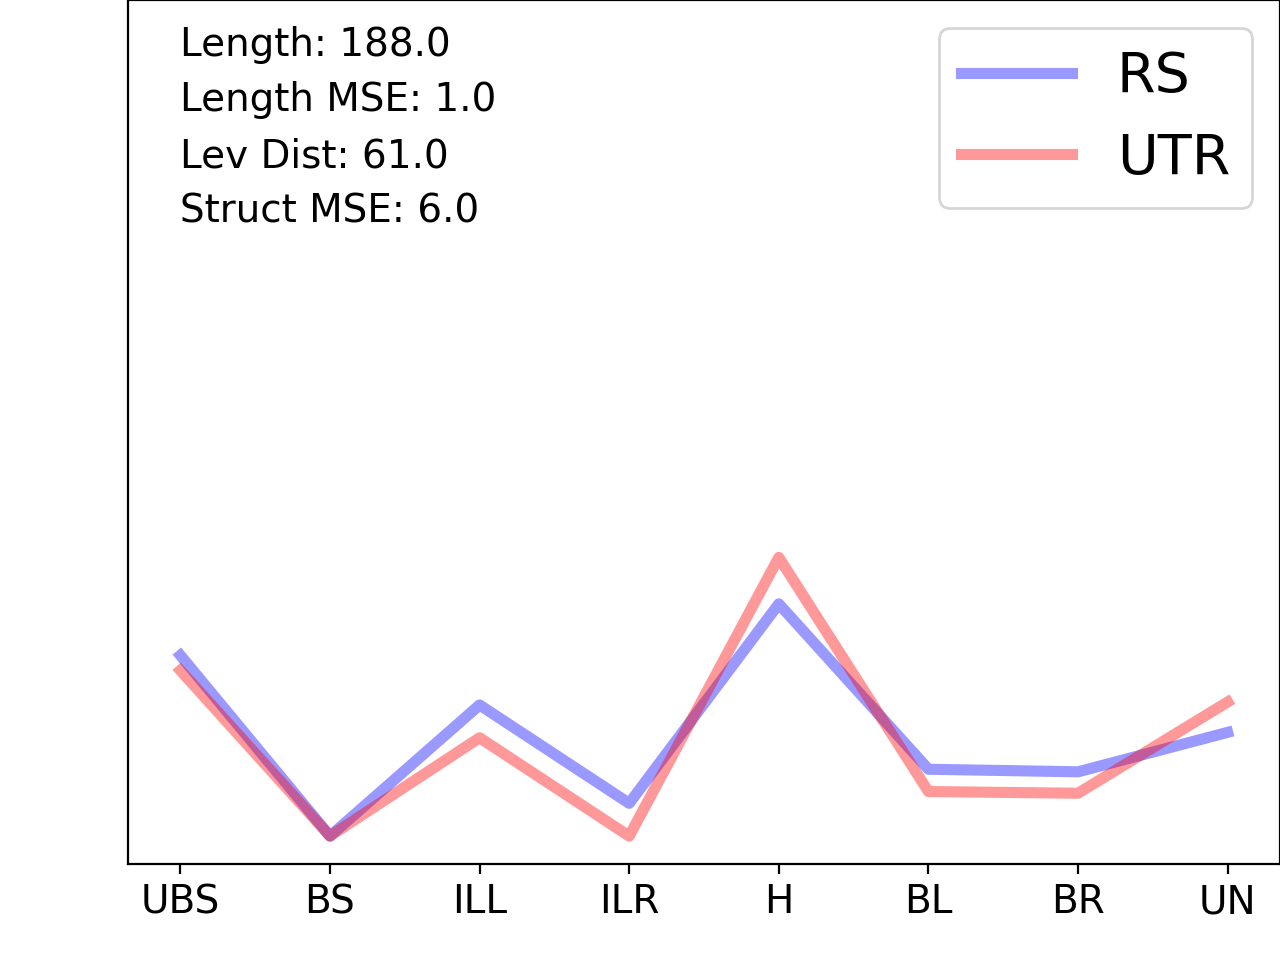 Length: 188.0
Length MSE: 1.0
Lev Dist: 61.0
Struct MSE: 6.0
RS
UTR
UBS BS ILL ILR H BL BR UN